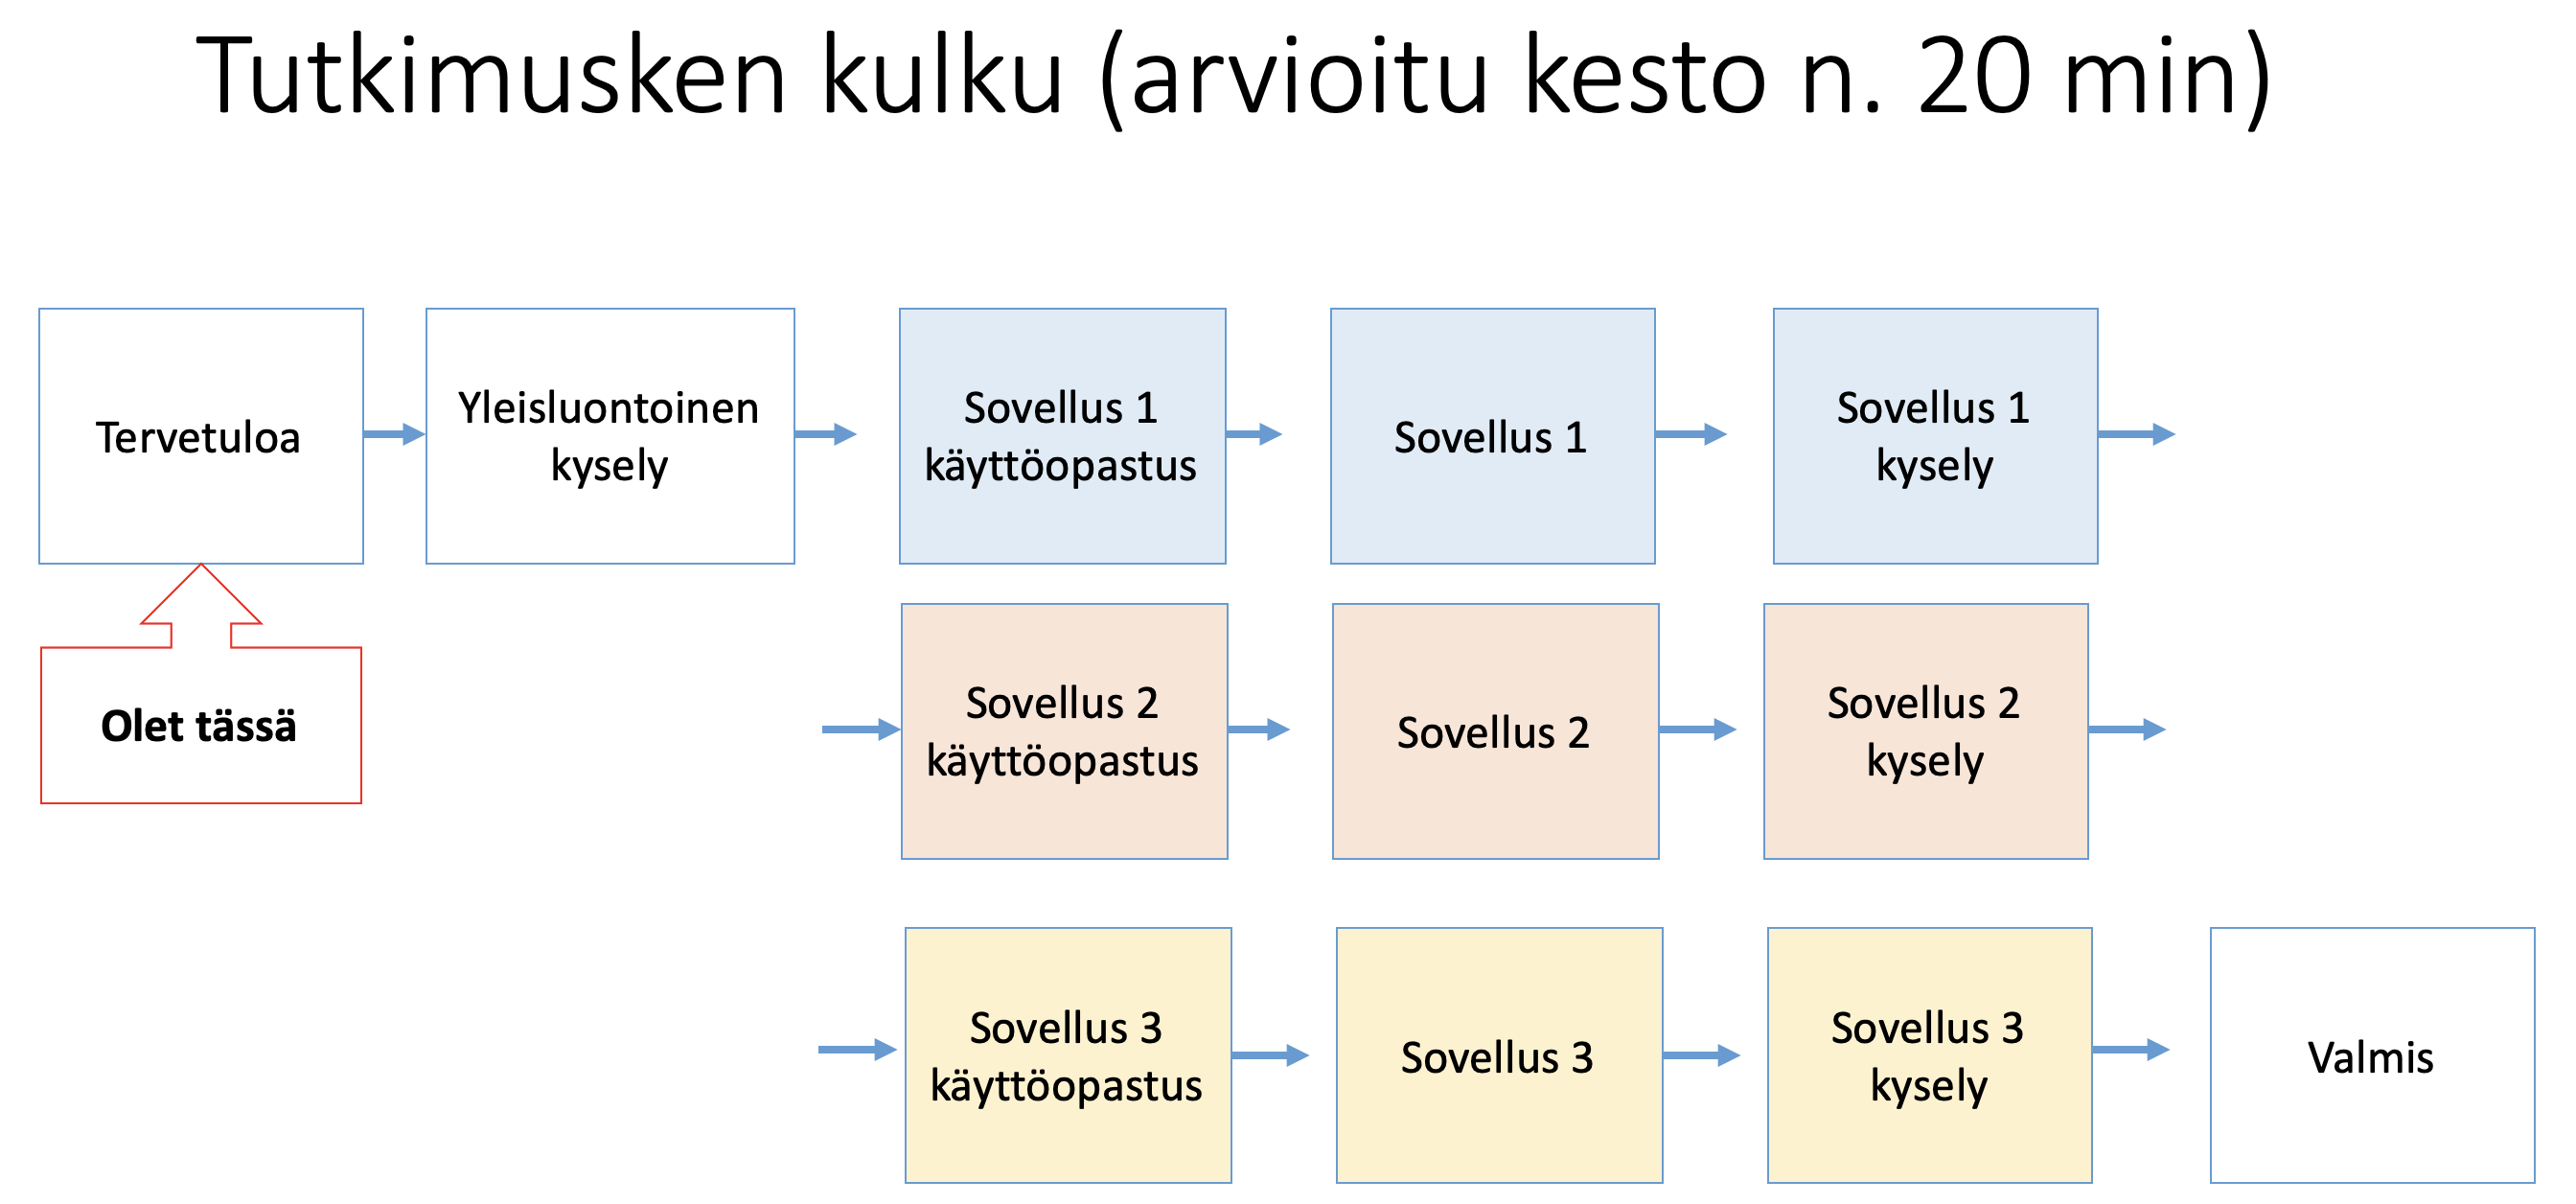 Tutkimusken kulku (arvioitu kesto n. 20 min)
Tervetuloa
Yleisluontoinen
kysely
Sovellus 1
käyttöopastus
Sovellus 1
Sovellus 1
kysely
Olet tässä
Sovellus 2
käyttöopastus
Sovellus 2
Sovellus 2
kysely
Sovellus 3
käyttöopastus
Sovellus 3
Sovellus 3
kysely
Valmis